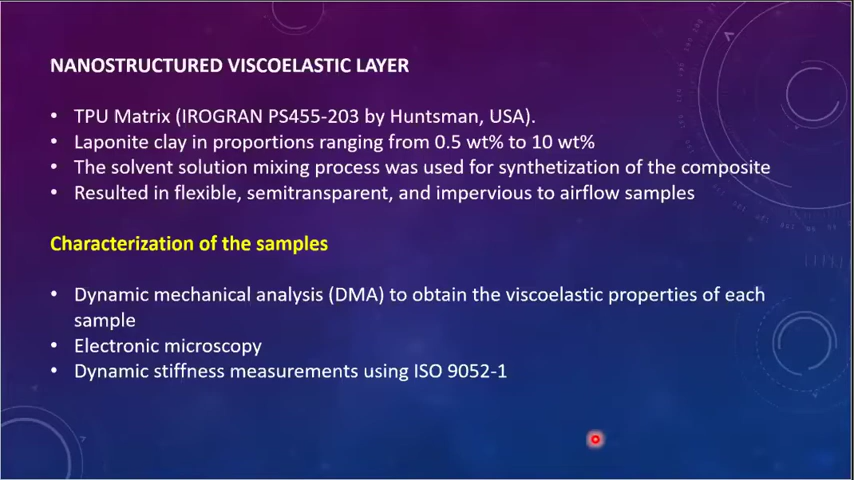 NANOSTRUCTURED VISCOELASTIC LAYER
• TPU Matrix (IROGRAN PS455-203 by Huntsman, USA).
• Laponite clay in proportions ranging from 0.5 wt% to 10 wt%
• The solvent solution mixing process was used for synthetization of the composite
• Resulted in flexible, semitransparent, and impervious to airflow samples
Characterization of the samples
• Dynamic mechanical analysis (DMA) to obtain the viscoelastic properties of each
sample
• Electronic microscopy
• Dynamic stiffness measurements using ISO 9052-1